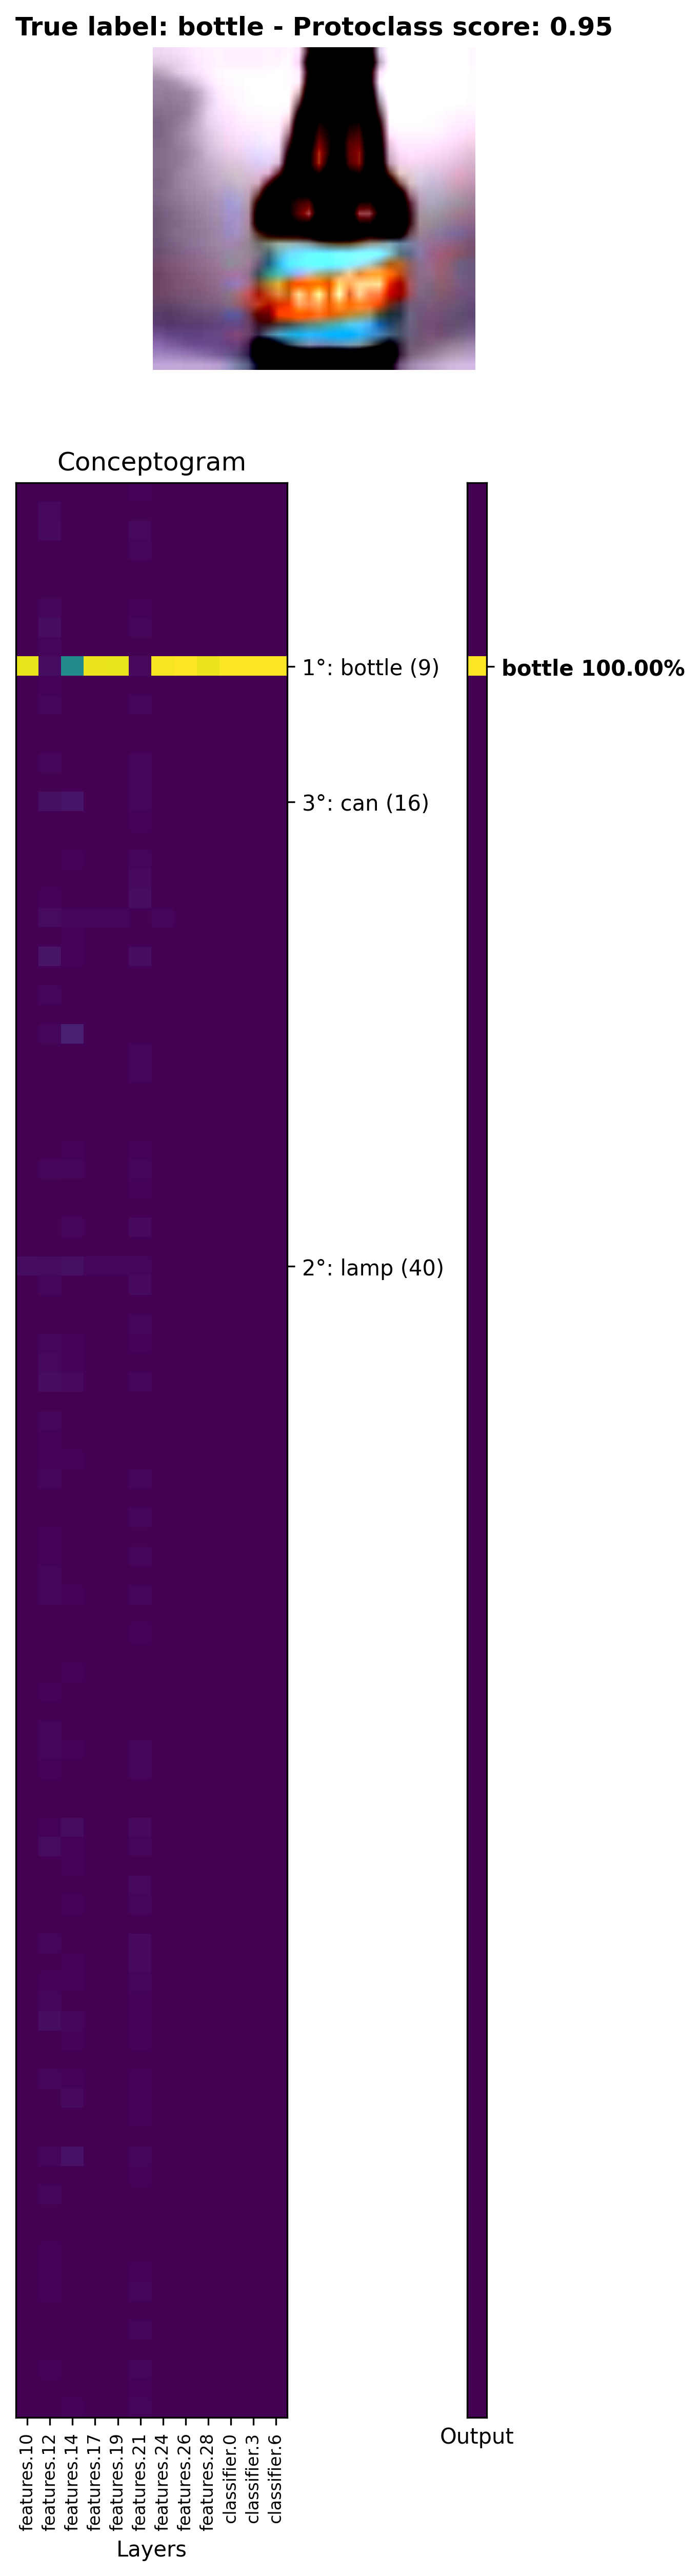 True label: bottle - Protoclass score: 0.95
Conceptogram
1°: bottle (9)
bottle 100.00%
3°: can (16)
2°: lamp (40)
features.10
features.12
features.14
features.17
features.19
features.21
features.24
features.26
features.28
classifier.0
classifier.3
classifier.6
Output
Layers